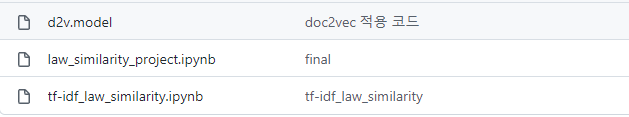 d2v.model doc2vec 적용 코드
law_similarity_project.ipynb final
tf-idf_law_similarity.ipynb tf-idf_law_similarity